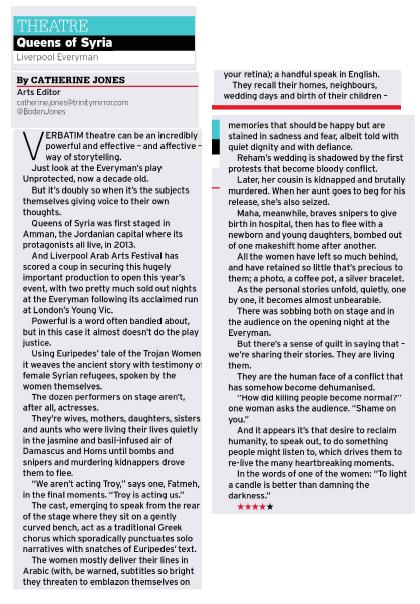 THEATRE
Queens of Syria
Liverpool Everyman
By CATHERINE JONES
Arts Editor
catherine.jones@trinitymirror.com
@BodenJones
VERBATIM theatre can be an incredibly
powerful and effective – and affective –
way of storytelling.
Just look at the Everyman's play
Unprotected, now a decade old.
But it's doubly so when it's the subjects
themselves giving voice to their own
thoughts.
Queens of Syria was first staged in
Amman, the Jordanian capital where its
protagonists all live, in 2013.
And Liverpool Arab Arts Festival has
scored a coup in securing this hugely
important production to open this year's
event, with two pretty much sold out nights
at the Everyman following its acclaimed run
at London's Young Vic.
Powerful is a word often bandied about,
but in this case it almost doesn't do the play
justice.
Using Euripedes' tale of the Trojan Women
it weaves the ancient story with testimony of
female Syrian refugees, spoken by the
women themselves.
The dozen performers on stage aren't,
after all, actresses.
They're wives, mothers, daughters, sisters
and aunts who were living their lives quietly
in the jasmine and basil-infused air of
Damascus and Homs until bombs and
snipers and murdering kidnappers drove
them to flee.
"We aren't acting Troy," says one, Fatmeh,
in the final moments. "Troy is acting us."
The cast, emerging to speak from the rear
of the stage where they sit on a gently
curved bench, act as a traditional Greek
chorus which sporadically punctuates solo
narratives with snatches of Euripedes' text.
The women mostly deliver their lines in
Arabic (with, be warned, subtitles so bright
they threaten to emblazon themselves on
your retina); a handful speak in English.
They recall their homes, neighbours,
wedding days and birth of their children –
memories that should be happy but are
stained in sadness and fear, albeit told with
quiet dignity and with defiance.
Reham's wedding is shadowed by the first
protests that become bloody conflict.
Later, her cousin is kidnapped and brutally
murdered. When her aunt goes to beg for his
release, she's also seized.
Maha, meanwhile, braves snipers to give
birth in hospital, then has to flee with a
newborn and young daughters, bombed out
of one makeshift home after another.
All the women have left so much behind,
and have retained so little that's precious to
them; a photo, a coffee pot, a silver bracelet.
As the personal stories unfold, quietly, one
by one, it becomes almost unbearable.
There was sobbing both on stage and in
the audience on the opening night at the
Everyman.
But there's a sense of guilt in saying that –
we're sharing their stories. They are living
them.
They are the human face of a conflict that
has somehow become dehumanised.
"How did killing people become normal?"
one woman asks the audience. "Shame on
you."
And it appears it's that desire to reclaim
humanity, to speak out, to do something
people might listen to, which drives them to
re-live the many heartbreaking moments.
In the words of one of the women: "To light
a candle is better than damning the
darkness."